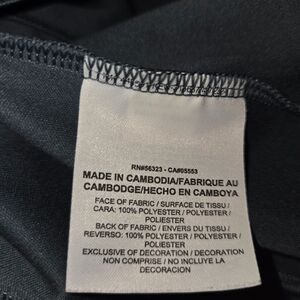 RN#56323 - CA#05553
MADE IN CAMBODIA/FABRIQUE AU
CAMBODGE/HECHO EN CAMBOYA
FACE OF FABRIC / SURFACE DE TISSU /
CARA: 100% POLYESTER / POLYESTER /
POLIESTER
BACK OF FABRIC / ENVERS DU TISSU /
REVERSO: 100% POLYESTER / POLYESTER /
POLIESTER
EXCLUSIVE OF DECORATION / DECORATION
NON COMPRISE / NO INCLUYE LA
DECORACION